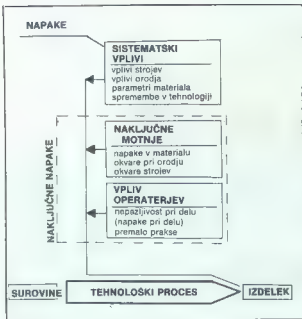 NAPAKE
SISTEMATSKI
VPLIVI
vplivi strojev
vplivi orodja
parametri materiala
spremembe v tehnologiji
NAKLJUČNE NAPAKE
NAKLJUČNE
MOTNJE
napake v materialu
okvare pri orodju
okvare strojev
VPLIV
OPERATERJEV
nepazljivost pri delu
(napake pri delu)
premalo prakse
SUROVINE
TEHNOLOŠKI PROCES
IZDELEK